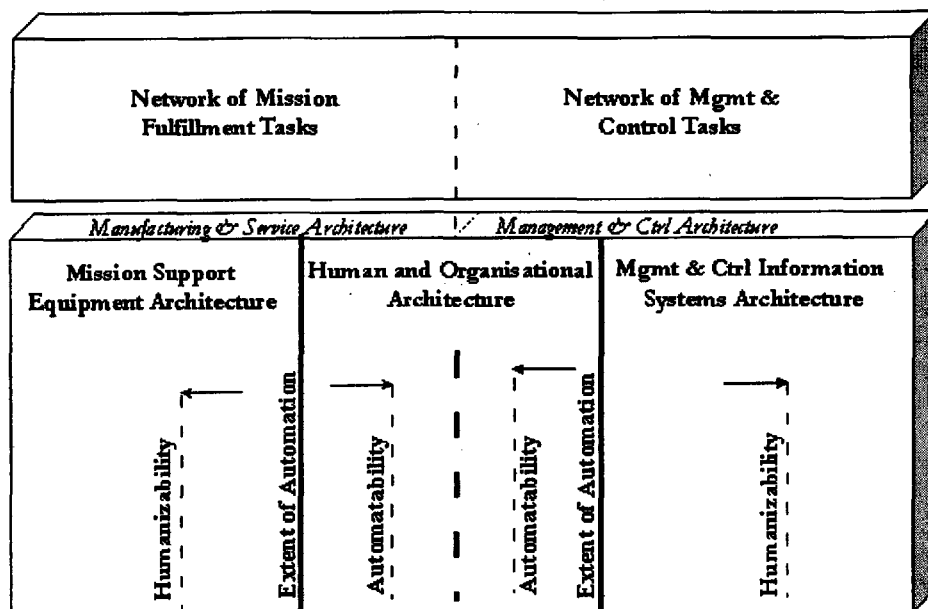 Network of Mission
Fulfillment Tasks
Network of Mgmt &
Control Tasks
Manufacturing & Service Architecture
Management & Ctrl Architecture
Mission Support
Equipment Architecture
Human and Organisational
Architecture
Mgmt & Ctrl Information
Systems Architecture
Humanizability
Extent of Automation
Automatability
Automatability
Extent of Automation
Humanizability